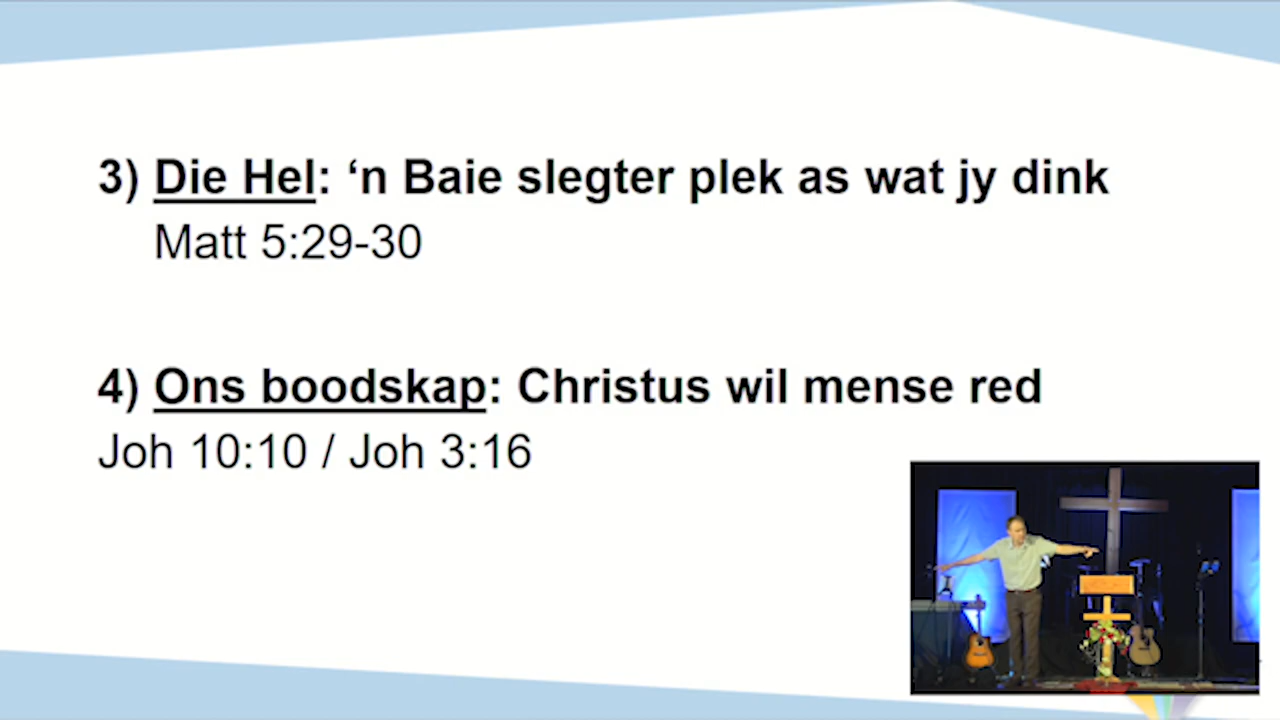 3) Die Hel: ‘n Baie slegter plek as wat jy dink
Matt 5:29-30
4) Ons boodskap: Christus wil mense red
Joh 10:10 / Joh 3:16